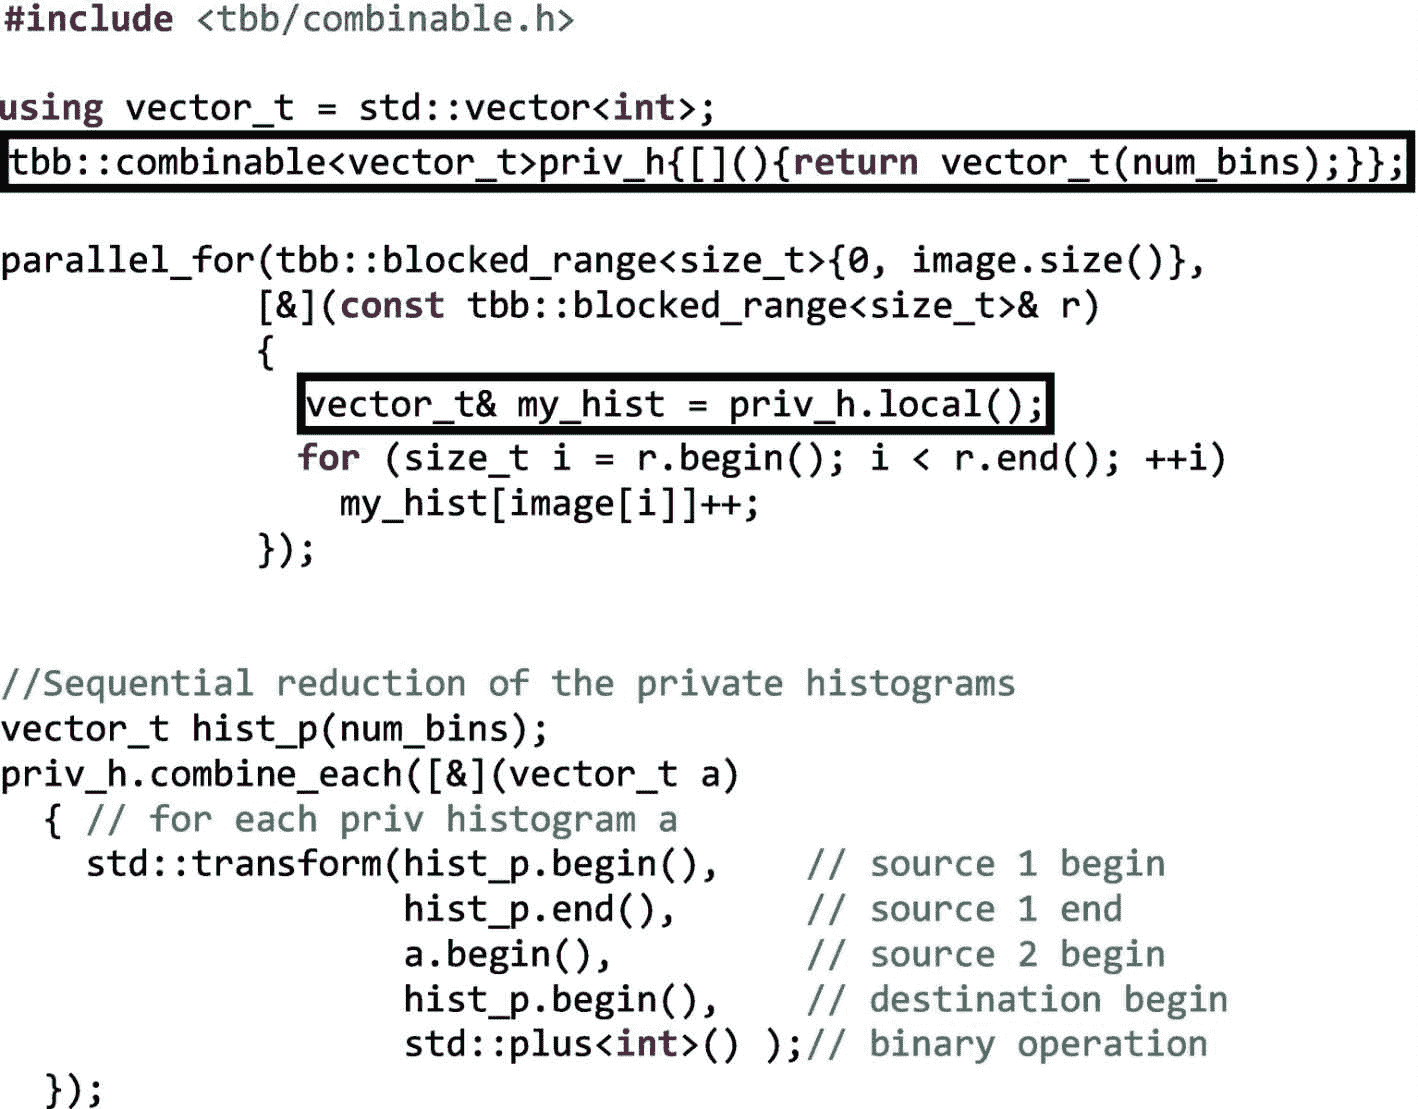 #include <tbb/combinable.h>
using vector_t = std::vector<int>;
tbb::combinable<vector_t>priv_h{[](){return vector_t(num_bins);}};
parallel_for(tbb::blocked_range<size_t>{0, image.size()},
[&](const tbb::blocked_range<size_t>& r)
{
vector_t& my_hist = priv_h.local();
for (size_t i = r.begin(); i < r.end(); ++i)
my_hist[image[i]]++;
});
//Sequential reduction of the private histograms
vector_t hist_p(num_bins);
priv_h.combine_each([&](vector_t a)
{ // for each priv histogram a
std::transform(hist_p.begin(), // source 1 begin
hist_p.end(), // source 1 end
a.begin(), // source 2 begin
hist_p.begin(), // destination begin
std::plus<int>() );// binary operation
});